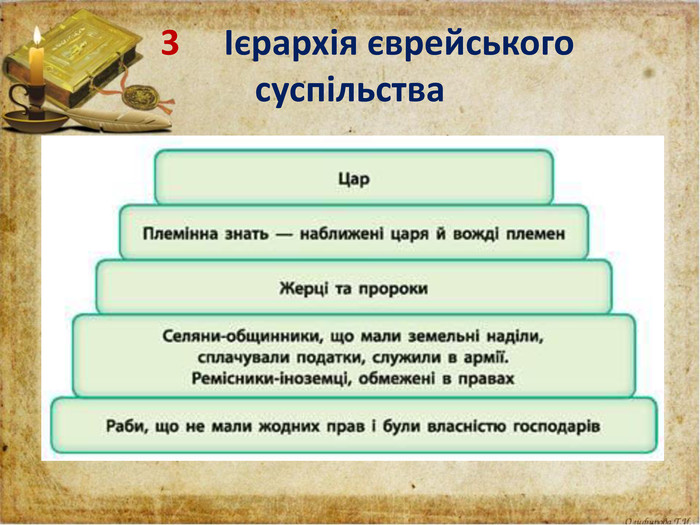 3 Ієрархія єврейського
суспільства
Цар
Племінна знать — наближені царя й вожді племен
Жерці та пророки
Селяни-общинники, що мали земельні наділи,
сплачували податки, служили в армії.
Ремісники-іноземці, обмежені в правах
Раби, що не мали жодних прав і були власністю господарів